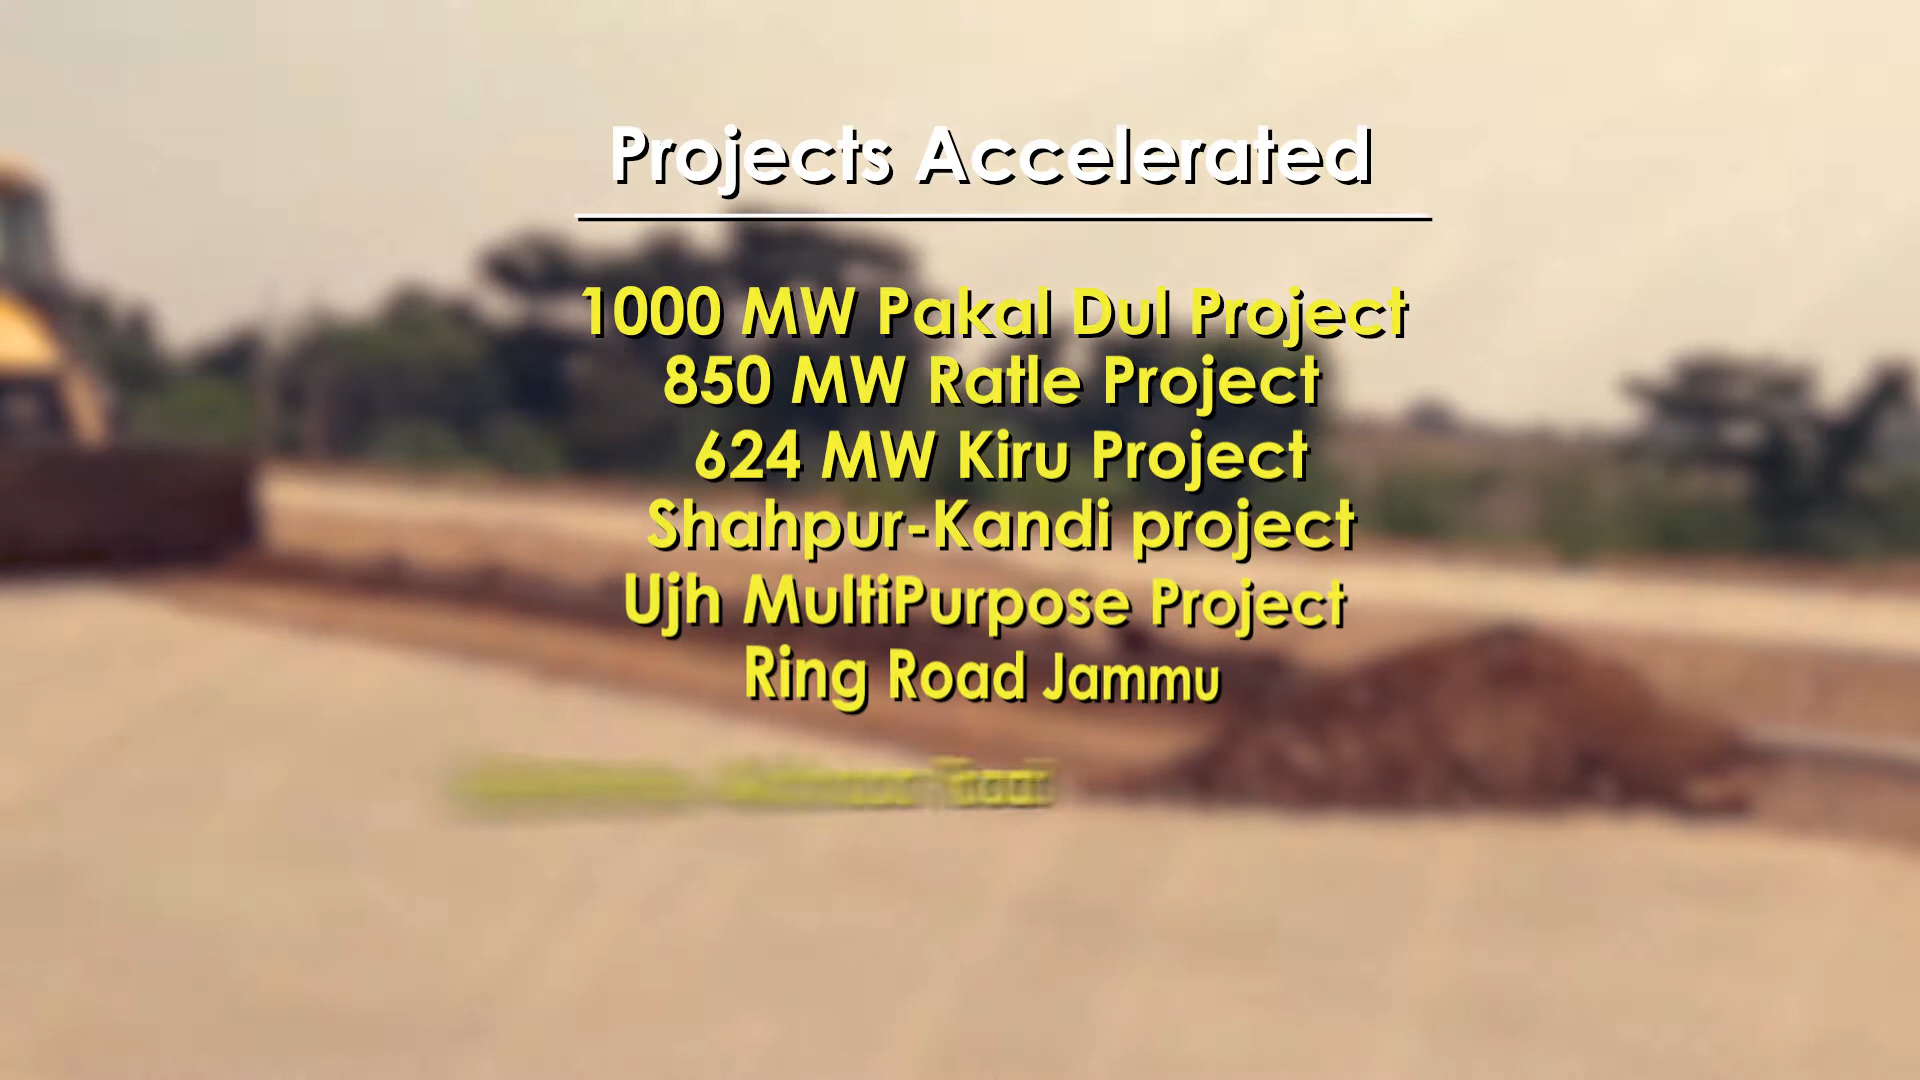 Projects Accelerated
1000 MW Pakal Dul Project
850 MW Ratle Project
624 MW Kiru Project
Shahpur-Kandi project
Ujh MultiPurpose Project
Ring Road Jammu